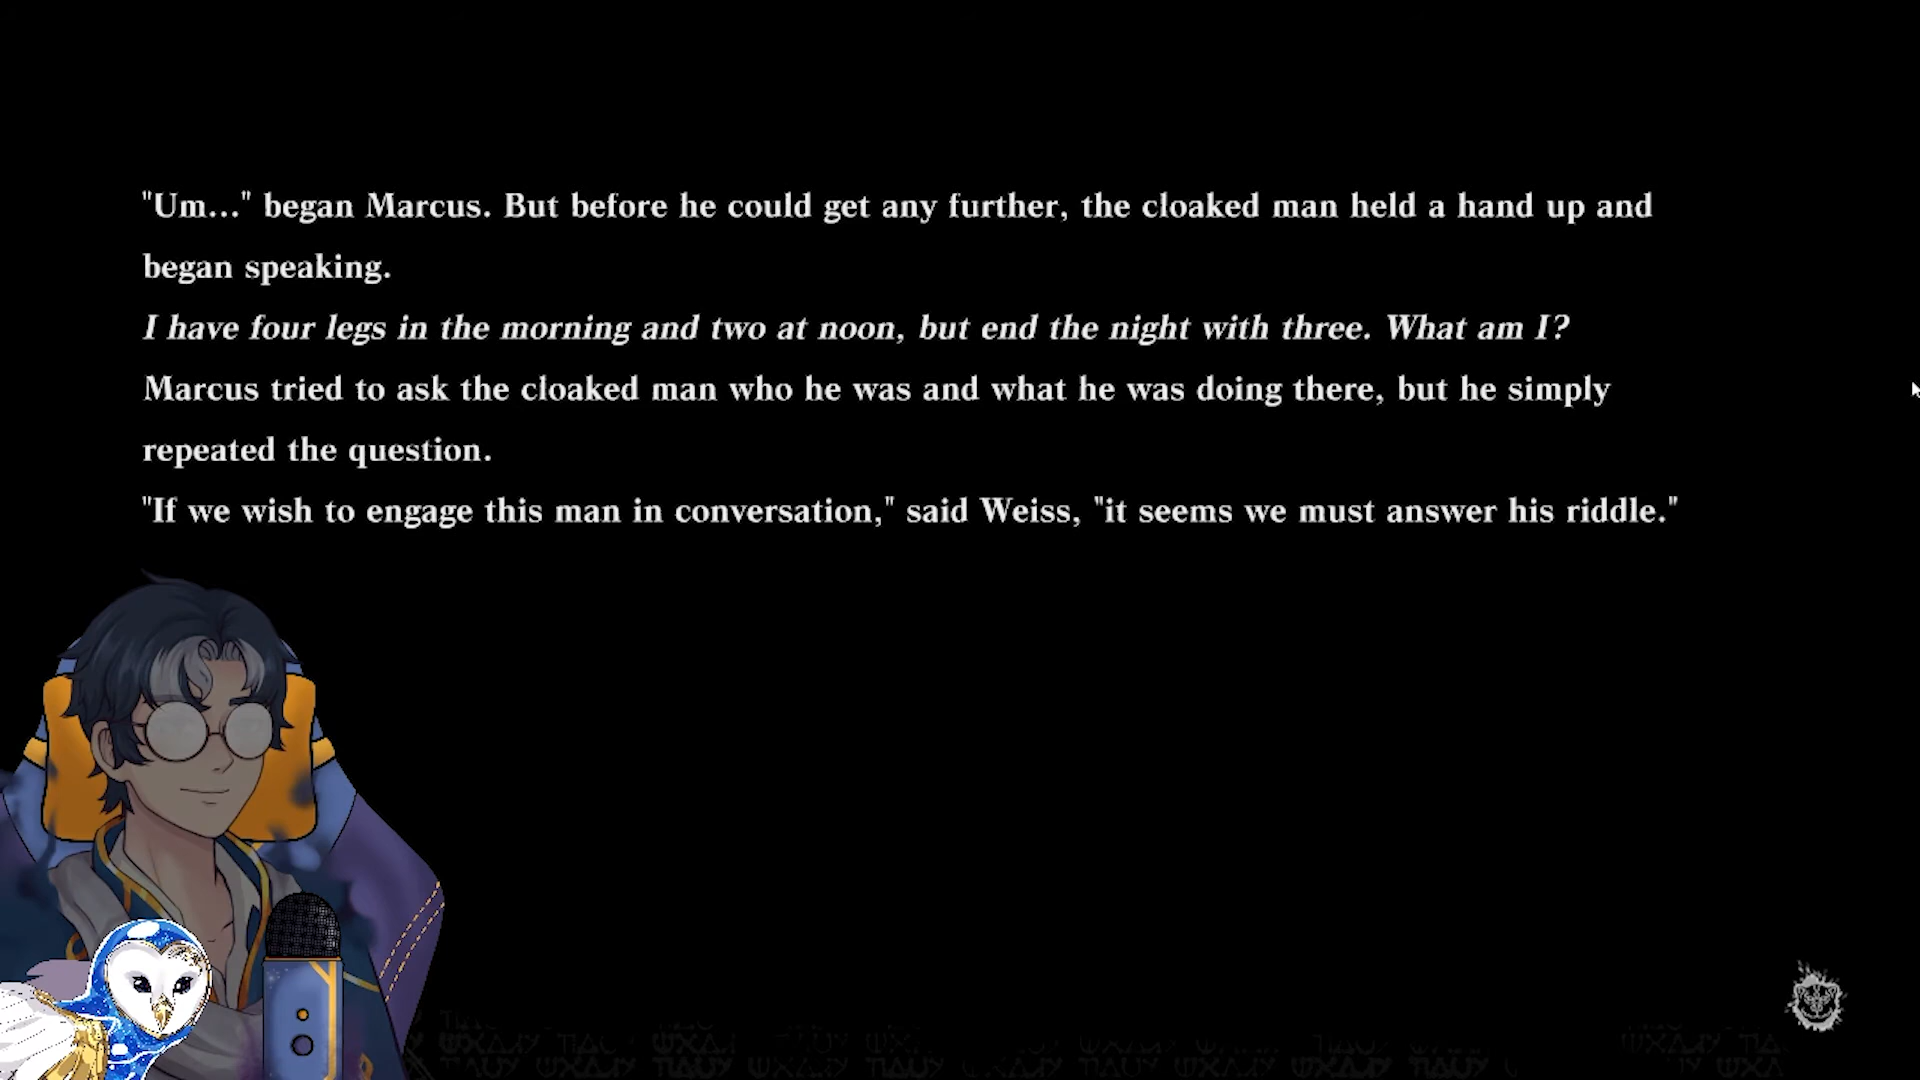 "Um..." began Marcus. But before he could get any further, the cloaked man held a hand up and
began speaking.
I have four legs in the morning and two at noon, but end the night with three. What am I?
Marcus tried to ask the cloaked man who he was and what he was doing there, but he simply
repeated the question.
"If we wish to engage this man in conversation," said Weiss, "it seems we must answer his riddle."